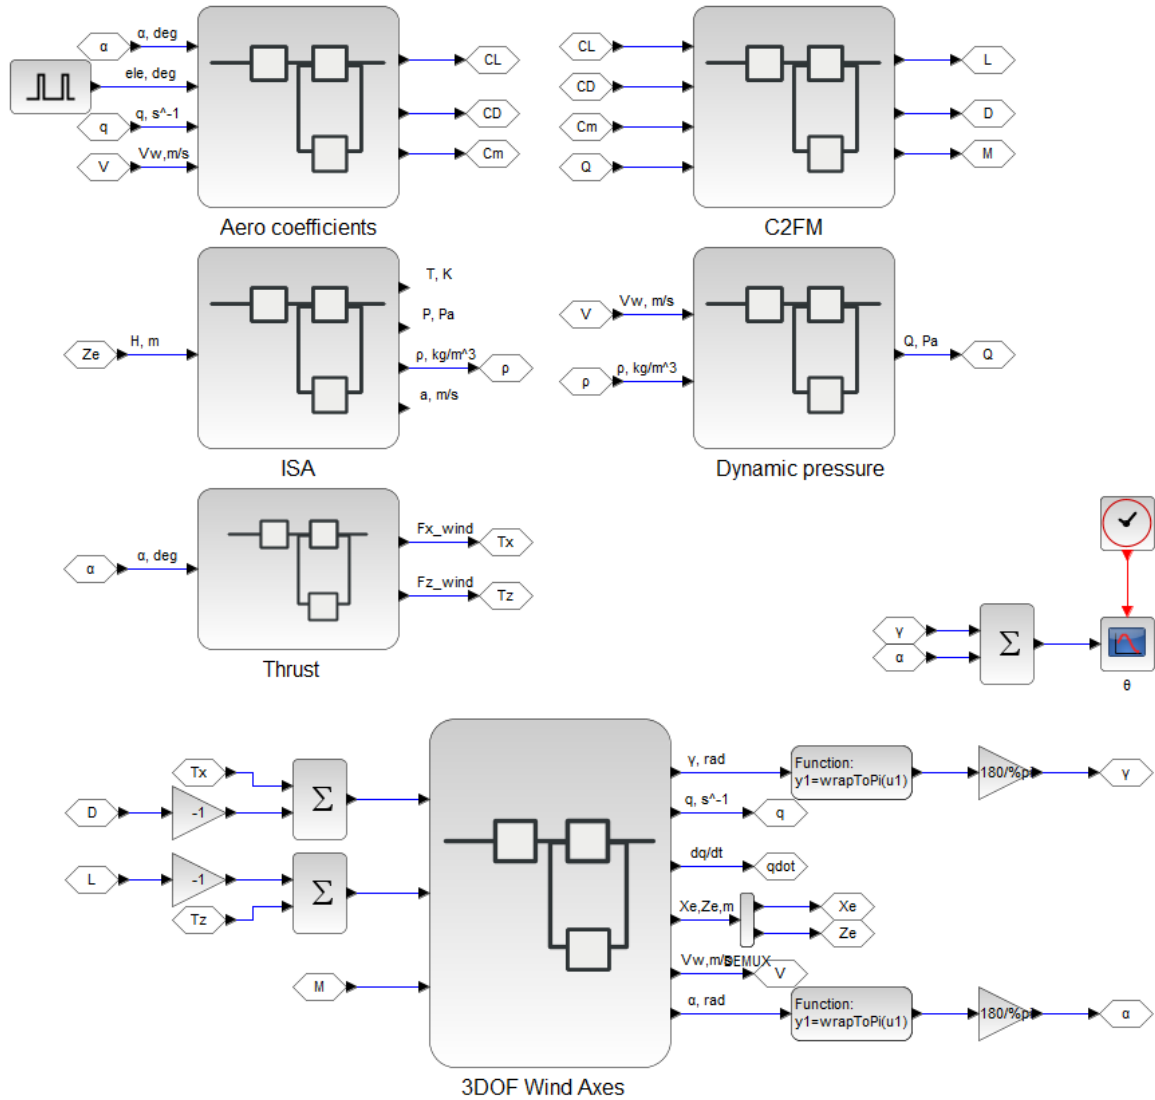 α
α, deg
ele, deg
q
q, s^-1
V
Vw,m/s
CL
CD
Cm
Aero coefficients
CL
CD
Cm
Q
L
D
M
C2FM
Ze
H, m
T, K
P, Pa
ρ, kg/m^3
ρ
a, m/s
ISA
V
Vw, m/s
ρ
ρ, kg/m^3
Q, Pa
Q
Dynamic pressure
α
α, deg
Fx_wind
Tx
Fz_wind
Tz
Thrust
γ
α
Σ
θ
Tx
D
-1
Σ
L
-1
Tz
Σ
M
γ, rad
Function:
y1=wrapToPi(u1)
180/%pi
γ
q, s^-1
q
dq/dt
qdot
Xe,Ze,m
Xe
Ze
DEMUX
Vw,m/s
V
α, rad
Function:
y1=wrapToPi(u1)
180/%pi
α
3DOF Wind Axes